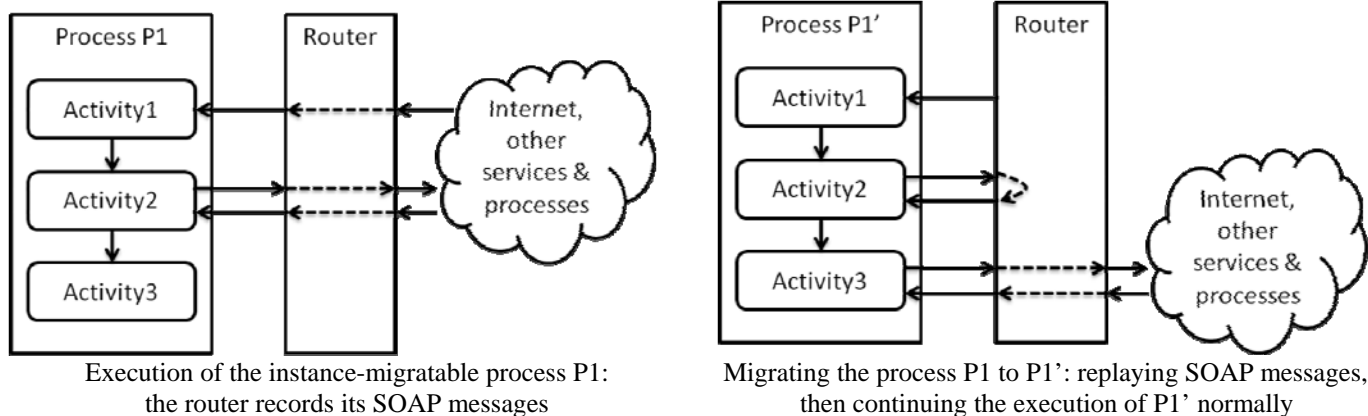 Process P1
Router
Activity1
Activity2
Activity3
Internet,
other
services &
processes
Execution of the instance-migratable process P1:
the router records its SOAP messages
Process P1’
Router
Activity1
Activity2
Activity3
Internet,
other
services &
processes
Migrating the process P1 to P1’: replaying SOAP messages,
then continuing the execution of P1’ normally